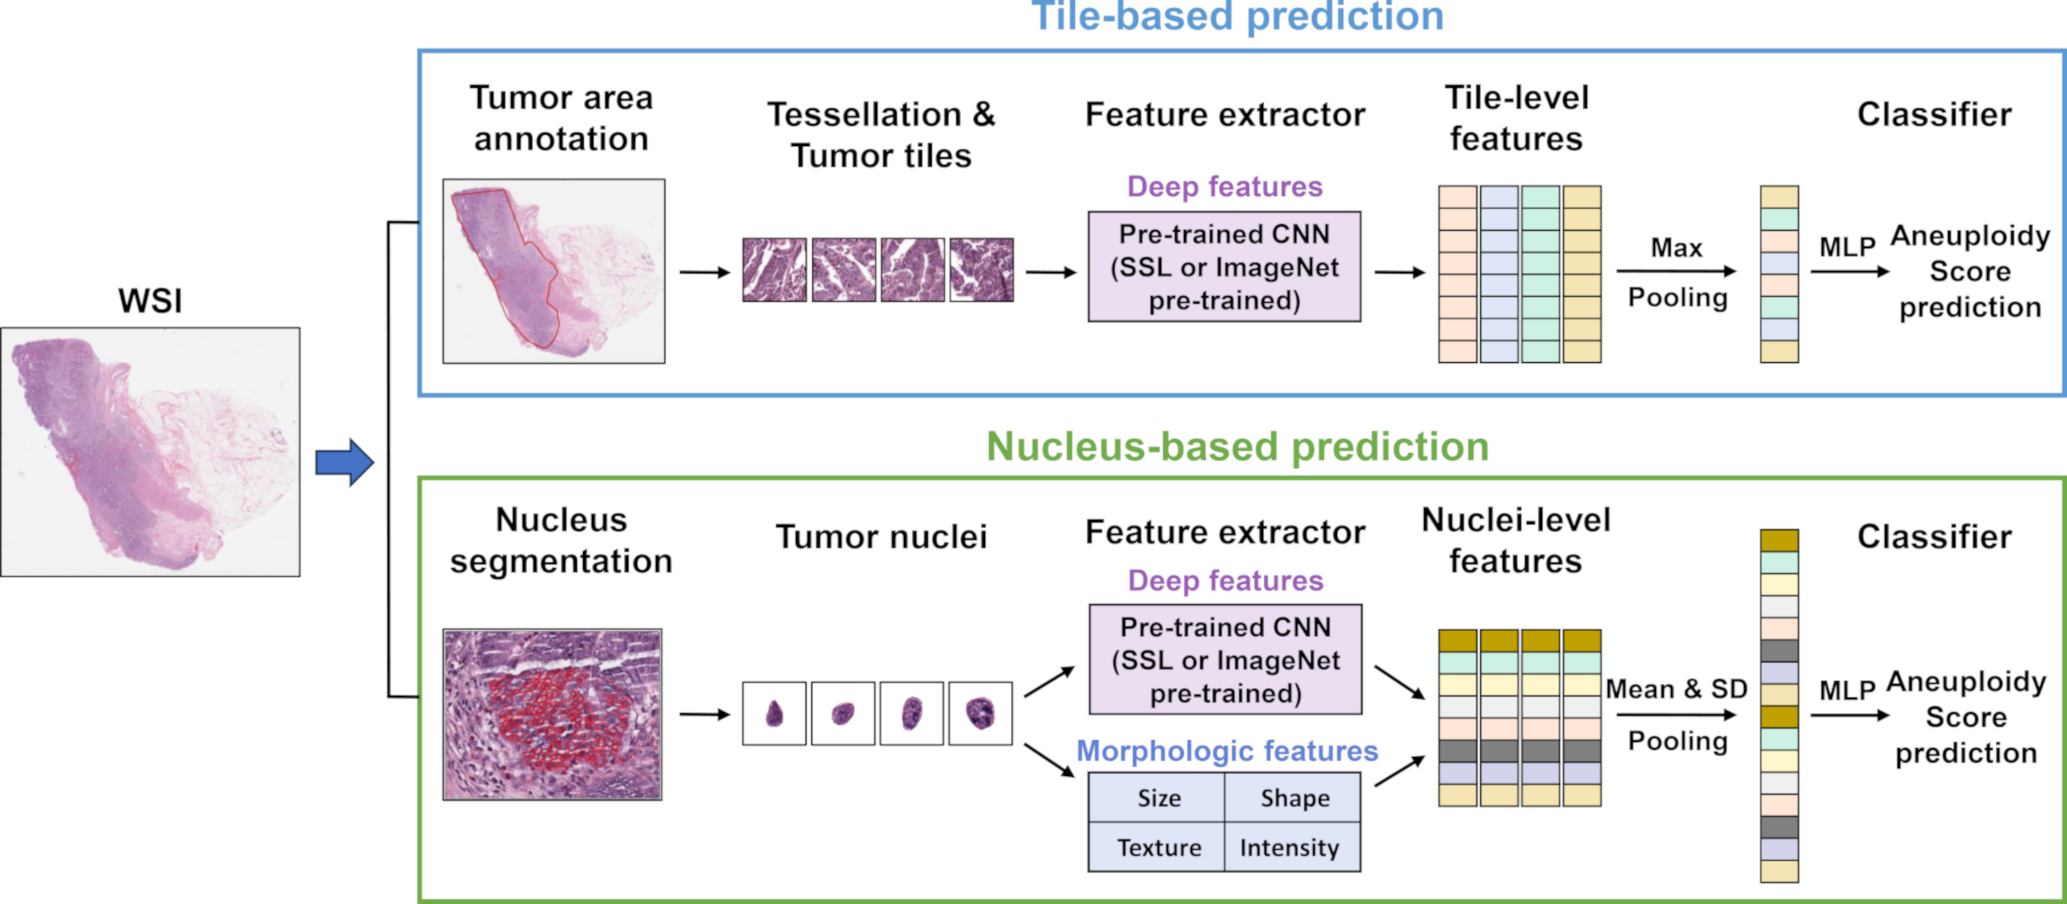 Tile-based prediction
Tumor area
annotation
Tessellation &
Tumor tiles
Feature extractor
Deep features
Pre-trained CNN
(SSL or ImageNet
pre-trained)
Tile-level
features
Max
Pooling
Classifier
MLP
Aneuploidy
Score
prediction
WSI
Nucleus-based prediction
Nucleus
segmentation
Tumor nuclei
Feature extractor
Deep features
Pre-trained CNN
(SSL or ImageNet
pre-trained)
Morphologic features
Size
Shape
Texture
Intensity
Nuclei-level
features
Mean & SD
Pooling
Classifier
MLP
Aneuploidy
Score
prediction